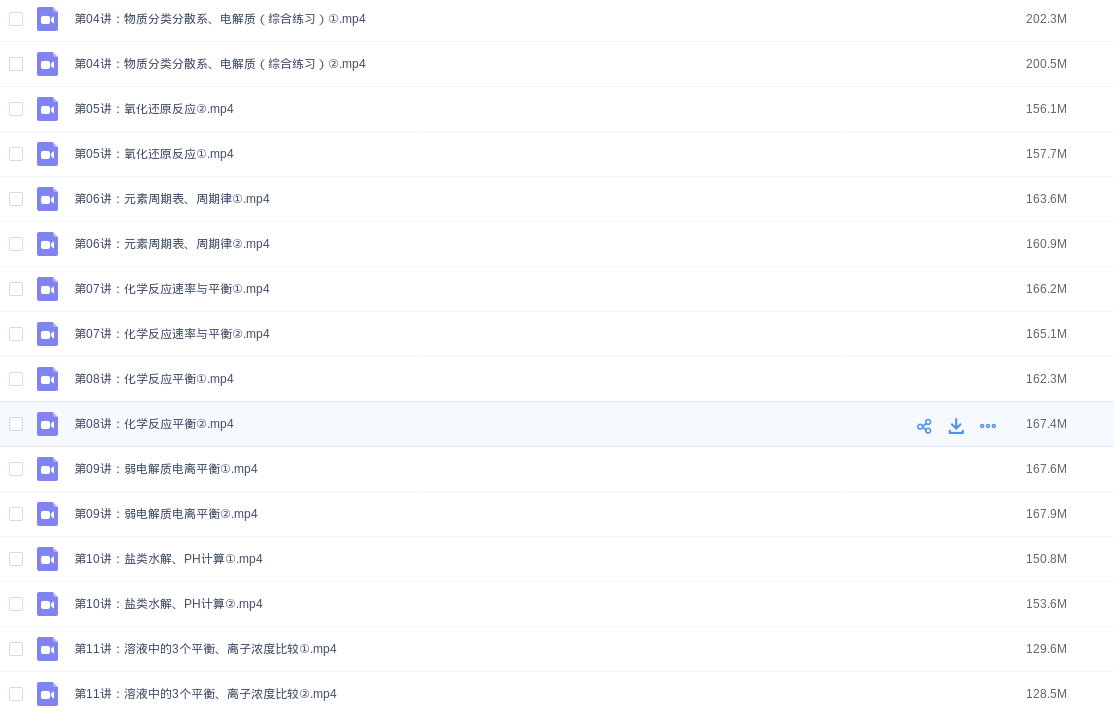 第04讲：物质分类分散系、电解质（综合练习）①.mp4 202.3M
第04讲：物质分类分散系、电解质（综合练习）②.mp4 200.5M
第05讲：氧化还原反应②.mp4 156.1M
第05讲：氧化还原反应①.mp4 157.7M
第06讲：元素周期表、周期律①.mp4 163.6M
第06讲：元素周期表、周期律②.mp4 160.9M
第07讲：化学反应速率与平衡①.mp4 166.2M
第07讲：化学反应速率与平衡②.mp4 165.1M
第08讲：化学反应平衡①.mp4 162.3M
第08讲：化学反应平衡②.mp4 167.4M
第09讲：弱电解质电离平衡①.mp4 167.6M
第09讲：弱电解质电离平衡②.mp4 167.9M
第10讲：盐类水解、PH计算①.mp4 150.8M
第10讲：盐类水解、PH计算②.mp4 153.6M
第11讲：溶液中的3个平衡、离子浓度比较①.mp4 129.6M
第11讲：溶液中的3个平衡、离子浓度比较②.mp4 128.5M